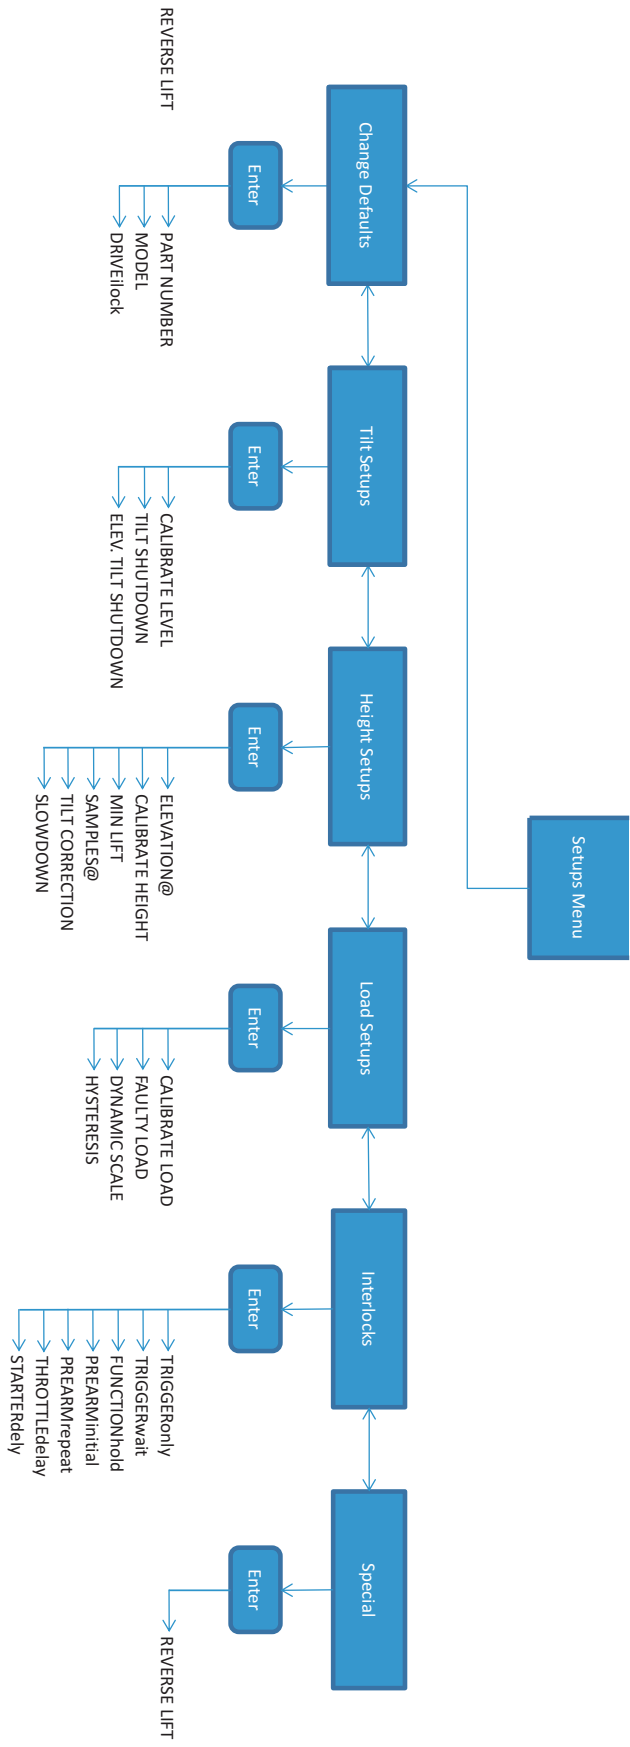 Setups Menu
Change Defaults
Tilt Setups
Height Setups
Load Setups
Interlocks
Special
Enter
Enter
Enter
Enter
Enter
Enter
REVERSE LIFT
PART NUMBER
MODEL
DRIVEilock
CALIBRATE LEVEL
TILT SHUTDOWN
ELEV. TILT SHUTDOWN
ELEVATION@
CALIBRATE HEIGHT
MIN LIFT
SAMPLES@
TILT CORRECTION
SLOWDOWN
CALIBRATE LOAD
FAULTY LOAD
DYNAMIC SCALE
HYSTERESIS
TRIGGERonly
TRIGGERwait
FUNCTIONhold
PREARMinitial
PREARMrepeat
THROTTLEdelay
STARTERdely
REVERSE LIFT